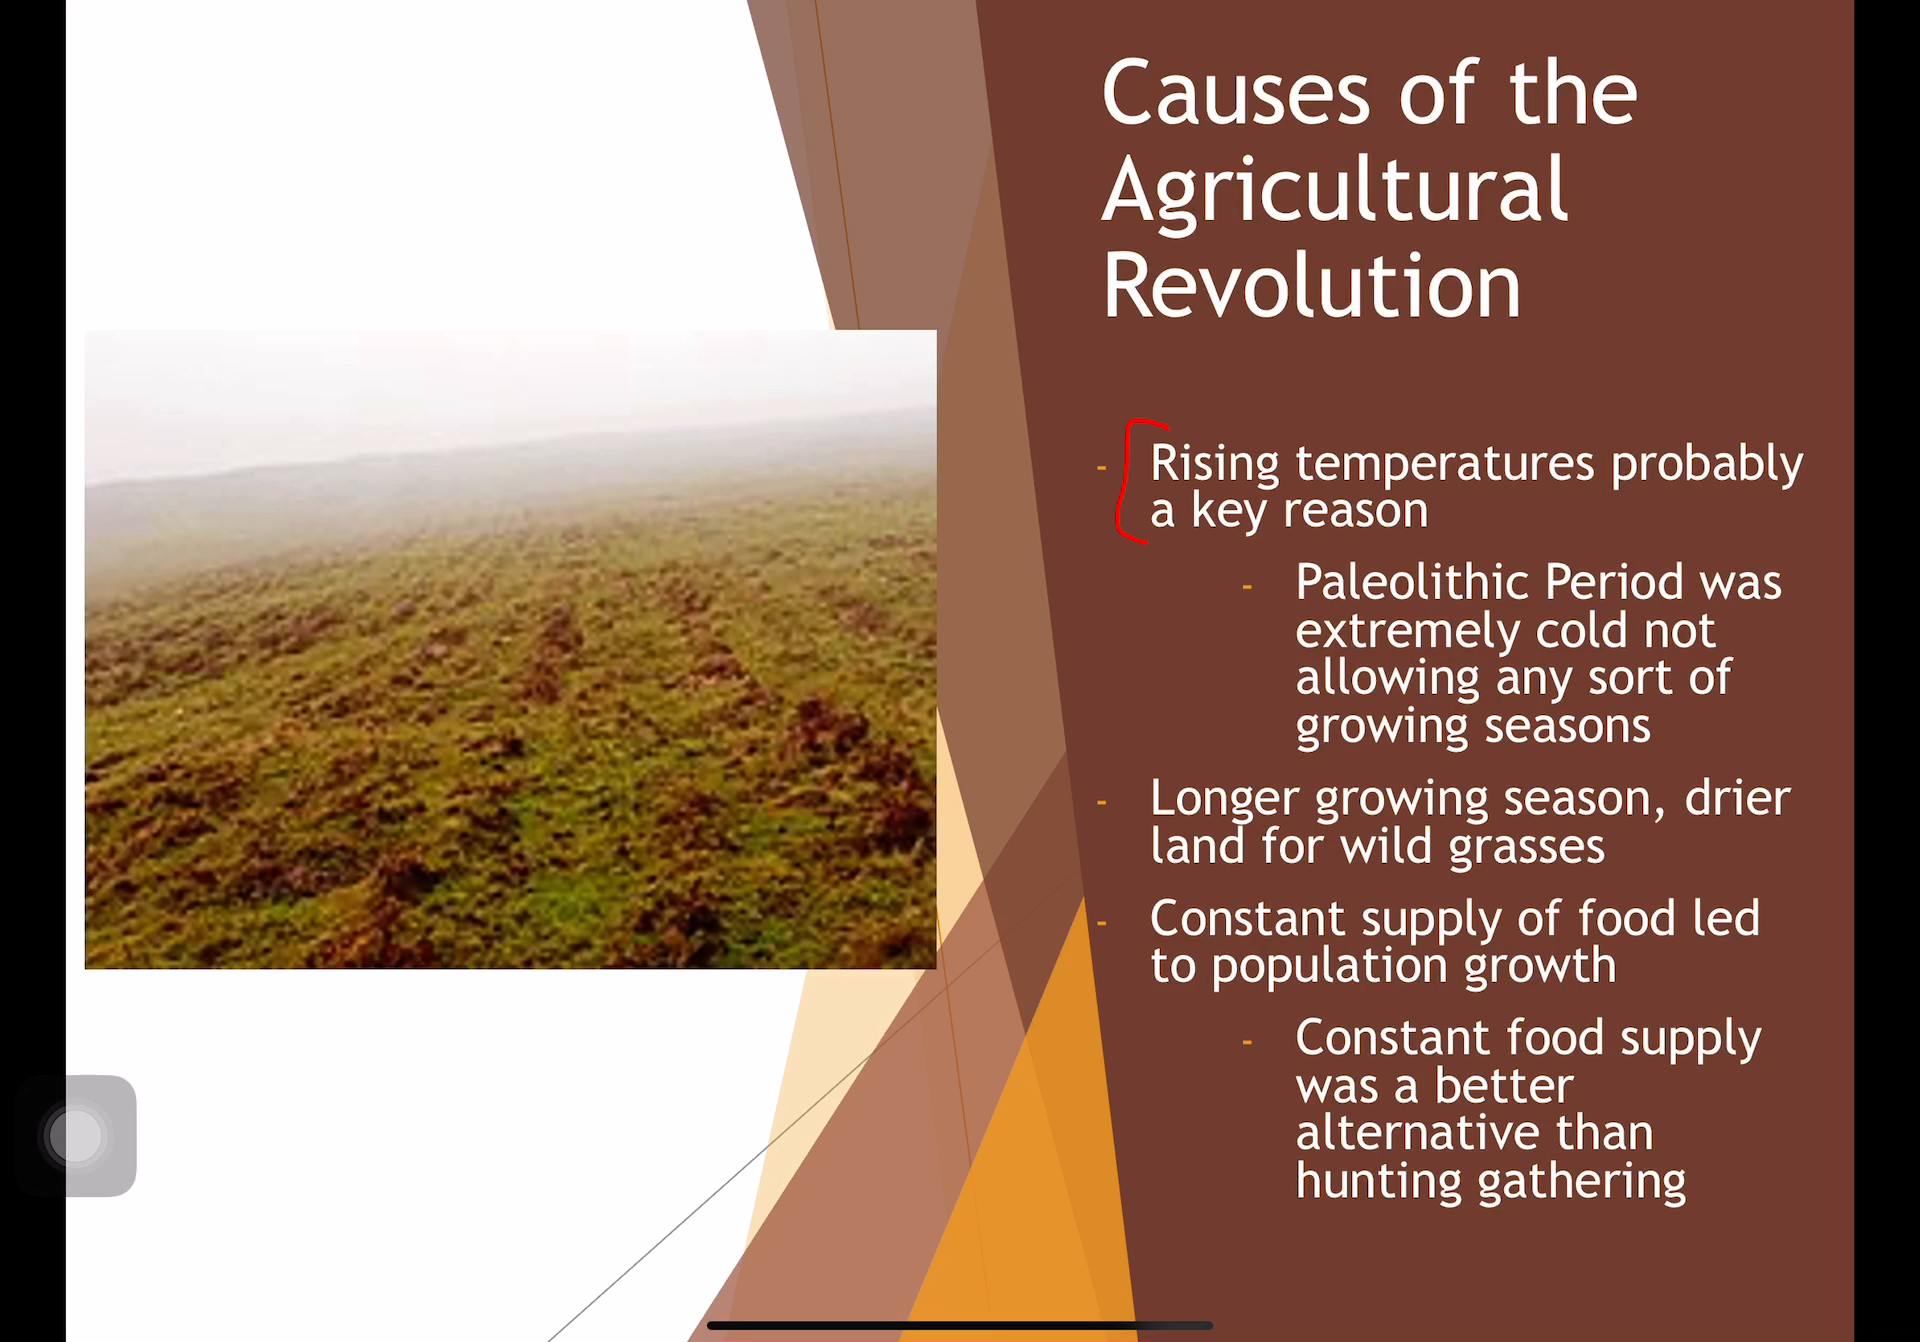 Causes of the
Agricultural
Revolution
- Rising temperatures probably
a key reason
- Paleolithic Period was
extremely cold not
allowing any sort of
growing seasons
- Longer growing season, drier
land for wild grasses
- Constant supply of food led
to population growth
- Constant food supply
was a better
alternative than
hunting gathering